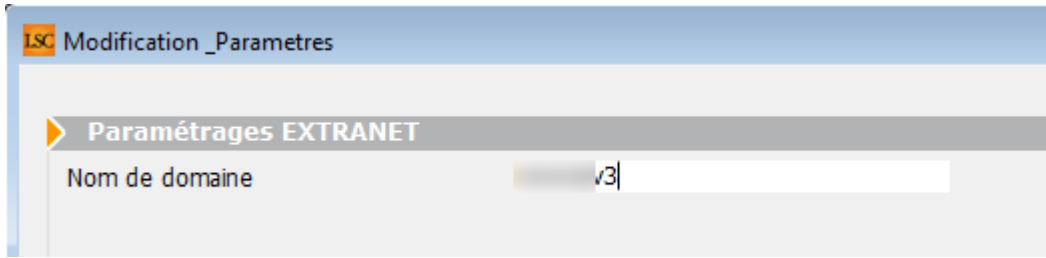 LSC Modification _Parametres
Paramétrages EXTRANET
Nom de domaine v3